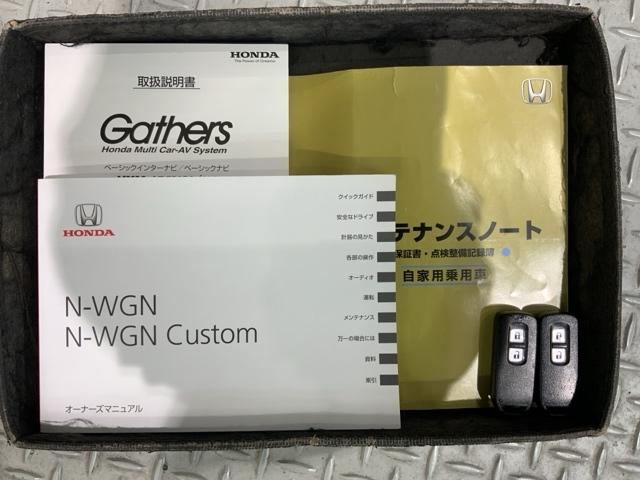 HONDA
The Power of Dreams
取扱説明書
Gathers
Honda Multi Car-AV System
ベーシックインターナビ／ベーシックナビ
テナンスノート
保証書・点検整備記録簿
自家用乗用車
HONDA
N-WGN
N-WGN Custom
オーナーズマニュアル
クイックガイド
安全なドライブ
計器の見かた
各部の操作
オーディオ
運転
メンテナンス
万一の場合には
資料
索引